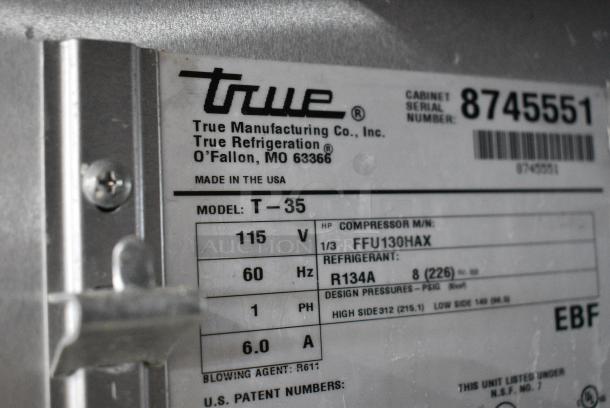 true ®
True Manufacturing Co., Inc.
True Refrigeration ®
O'Fallon, MO 63366
MADE IN THE USA
CABINET SERIAL NUMBER: 8745551
8745551
MODEL: T-35
115 V
60 Hz
1 PH
6.0 A
HP COMPRESSOR M/N:
1/3 FFU130HAX
REFRIGERANT:
R134A 8 (226)
DESIGN PRESSURES-PSIG
HIGH SIDE 312 (215.1) LOW SIDE 140
EBF
BLOWING AGENT:
U.S. PATENT NUMBERS:
THIS UNIT LISTED UNDER
N.S.F. NO. 7
UL